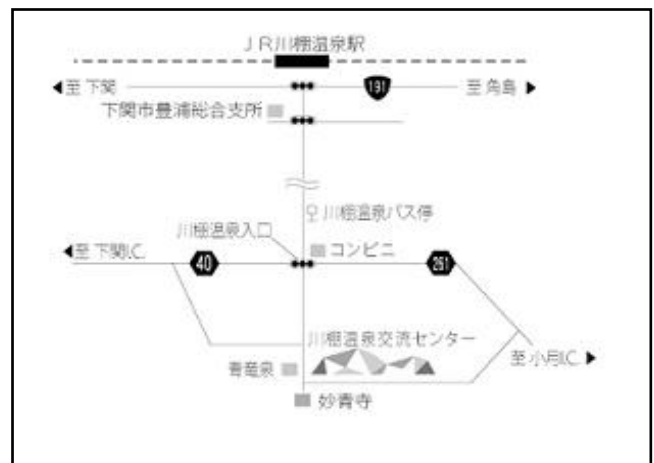 JR川棚温泉駅
◀至 下関
191
至 角島 ▶
下関市豊浦総合支所
川棚温泉バス停
川棚温泉入口
コンビニ
◀至 下関I.C.
40
261
川棚温泉交流センター
青竜泉
至 小月I.C ▶
妙青寺